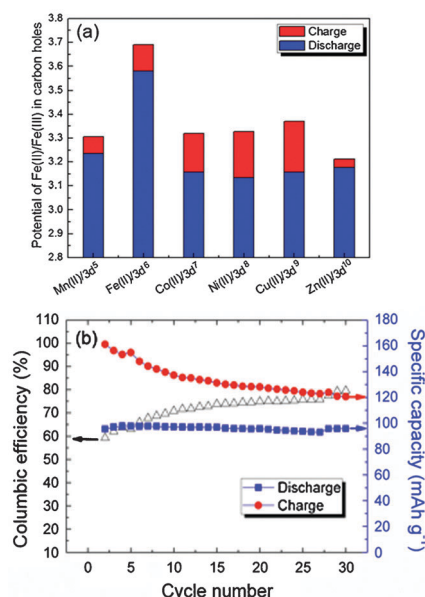 (a)
Charge
Discharge
Potential of Fe(II)/Fe(III) in carbon holes
3.8
3.7
3.6
3.5
3.4
3.3
3.2
3.1
3.0
2.9
2.8
Mn(II)/3d⁵
Fe(II)/3d⁶
Co(II)/3d⁷
Ni(II)/3d⁸
Cu(II)/3d⁹
Zn(II)/3d¹⁰
(b)
Columbic efficiency (%)
110
100
90
80
70
60
50
40
30
20
10
180
160
140
120
100
80
60
40
20
0
Specific capacity (mAh g⁻¹)
Discharge
Charge
0 5 10 15 20 25 30
Cycle number